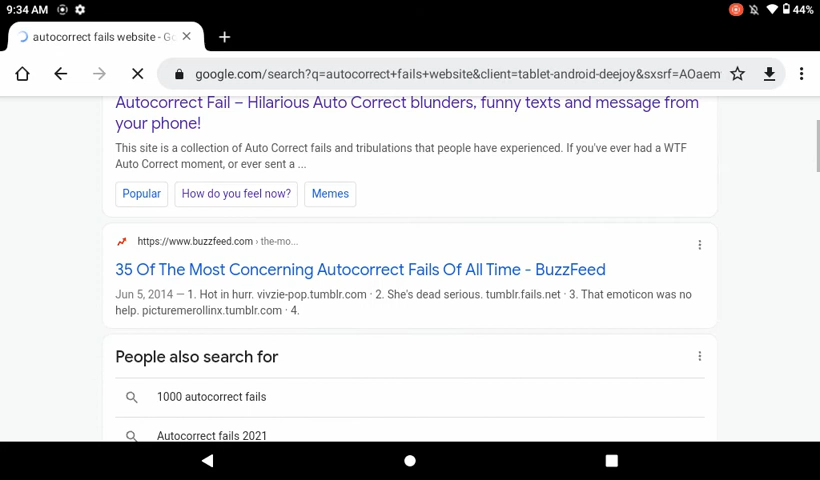 9:34 AM 44%
autocorrect fails website - Go
google.com/search?q=autocorrect+fails+website&client=tablet-android-deejoy&sxsrf=AOaem
Autocorrect Fail – Hilarious Auto Correct blunders, funny texts and message from
your phone!
This site is a collection of Auto Correct fails and tribulations that people have experienced. If you've ever had a WTF
Auto Correct moment, or ever sent a ...
Popular How do you feel now? Memes
https://www.buzzfeed.com › the-mo...
35 Of The Most Concerning Autocorrect Fails Of All Time - BuzzFeed
Jun 5, 2014 — 1. Hot in hurr. vivzie-pop.tumblr.com · 2. She's dead serious. tumblr.fails.net · 3. That emoticon was no
help. picturemerollinx.tumblr.com · 4.
People also search for
1000 autocorrect fails
Autocorrect fails 2021